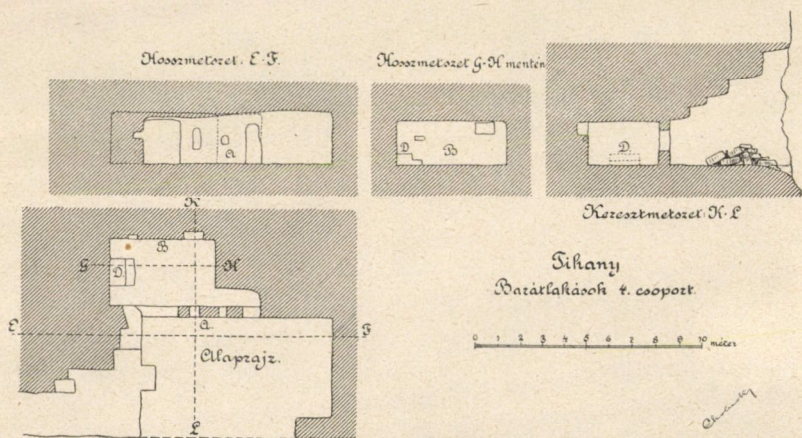 Hosszmetszet. E-F.
Hosszmetszet G-H mentén
A
D
B
D
Keresztmetszet: K-L
K
B
G
D
H
E
A
F
Alaprajz.
L
Tihany
Barátlakások 4. csoport.
0 1 2 3 4 5 6 7 8 9 10 méter
Cholnoky